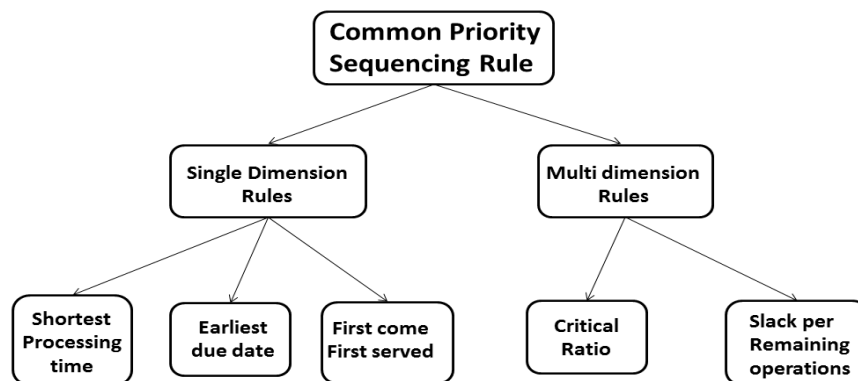 Common Priority
Sequencing Rule
Single Dimension
Rules
Multi dimension
Rules
Shortest
Processing
time
Earliest
due date
First come
First served
Critical
Ratio
Slack per
Remaining
operations